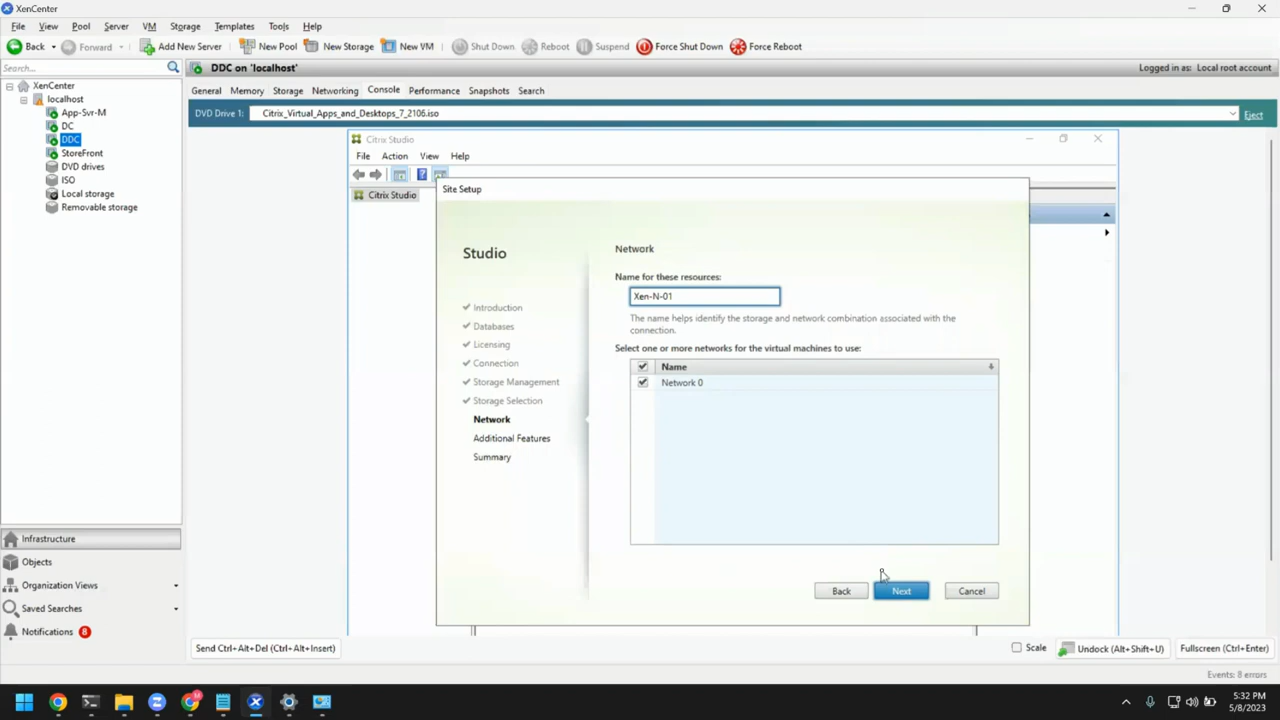 XenCenter
File View Pool Server VM Storage Templates Tools Help
Back Forward Add New Server New Pool New Storage New VM Shut Down Reboot Suspend Force Shut Down Force Reboot
Search...
DDC on 'localhost'
Logged in as: Local root account
XenCenter
localhost
App-Svr-M
DC
DDC
StoreFront
DVD drives
ISO
Local storage
Removable storage
General Memory Storage Networking Console Performance Snapshots Search
DVD Drive 1: Citrix_Virtual_Apps_and_Desktops_7_2106.iso Eject
Citrix Studio
File Action View Help
Citrix Studio
Site Setup
Studio
Introduction
Databases
Licensing
Connection
Storage Management
Storage Selection
Network
Additional Features
Summary
Network
Name for these resources:
Xen-N-01
The name helps identify the storage and network combination associated with the
connection.
Select one or more networks for the virtual machines to use:
Name
Network 0
Back Next Cancel
Infrastructure
Objects
Organization Views
Saved Searches
Notifications 8
Send Ctrl+Alt+Del (Ctrl+Alt+Insert)
Scale Undock (Alt+Shift+U) Fullscreen (Ctrl+Enter)
Events: 8 errors
5:32 PM
5/8/2023